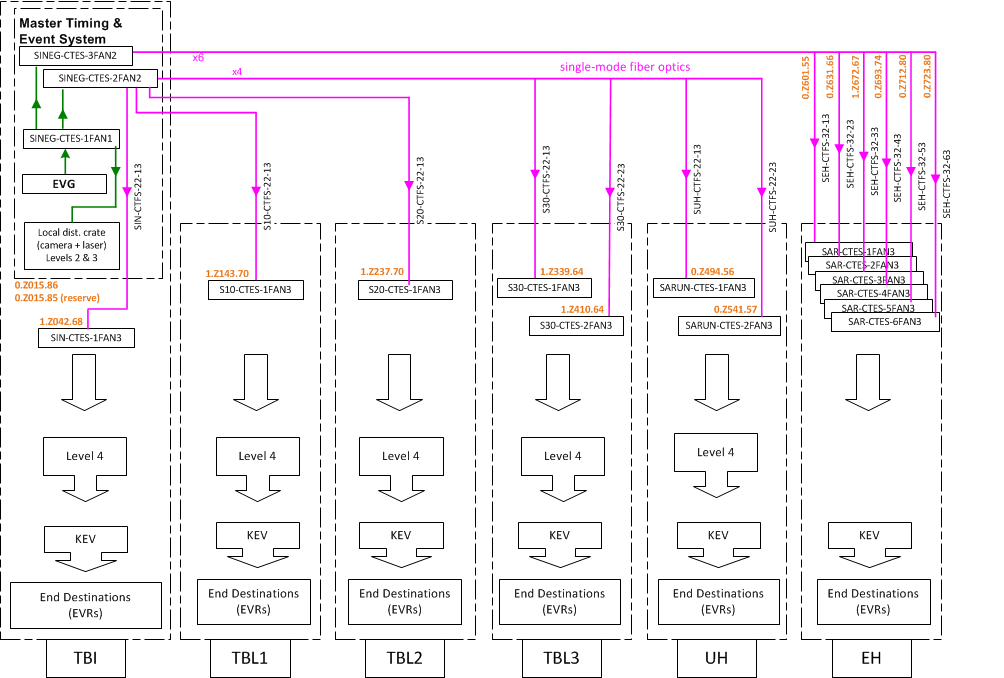 Master Timing &
Event System
SINEG-CTES-3FAN2
SINEG-CTES-2FAN2
SINEG-CTES-1FAN1
EVG
Local dist. crate
(camera + laser)
Levels 2 & 3
x6
x4
single-mode fiber optics
0.Z015.86
0.Z015.85 (reserve)
1.Z042.68
SIN-CTES-1FAN3
SIN-CTFS-22-13
S10-CTFS-22-13
S20-CTFS-22-13
S30-CTFS-22-13
S30-CTFS-22-23
SUH-CTFS-22-13
SUH-CTFS-22-23
0.Z601.55
0.Z631.66
1.Z672.67
0.Z693.74
0.Z712.80
0.Z723.80
SEH-CTFS-32-13
SEH-CTFS-32-23
SEH-CTFS-32-33
SEH-CTFS-32-43
SEH-CTFS-32-53
SEH-CTFS-32-63
1.Z143.70
S10-CTES-1FAN3
1.Z237.70
S20-CTES-1FAN3
1.Z339.64
S30-CTES-1FAN3
1.Z410.64
S30-CTES-2FAN3
0.Z494.56
SARUN-CTES-1FAN3
0.Z541.57
SARUN-CTES-2FAN3
SAR-CTES-1FAN3
SAR-CTES-2FAN3
SAR-CTES-3FAN3
SAR-CTES-4FAN3
SAR-CTES-5FAN3
SAR-CTES-6FAN3
Level 4
Level 4
Level 4
Level 4
Level 4
KEV
KEV
KEV
KEV
KEV
KEV
End Destinations
(EVRs)
End Destinations
(EVRs)
End Destinations
(EVRs)
End Destinations
(EVRs)
End Destinations
(EVRs)
End Destinations
(EVRs)
TBI
TBL1
TBL2
TBL3
UH
EH